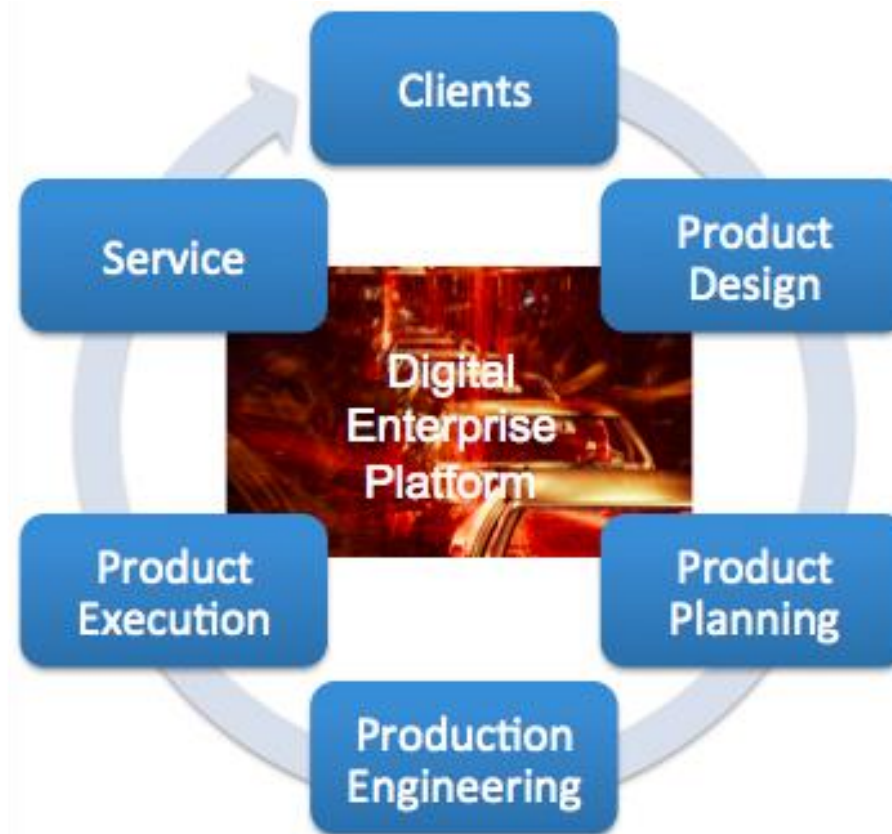 Clients
Product
Design
Product
Planning
Production
Engineering
Product
Execution
Service
Digital
Enterprise
Platform